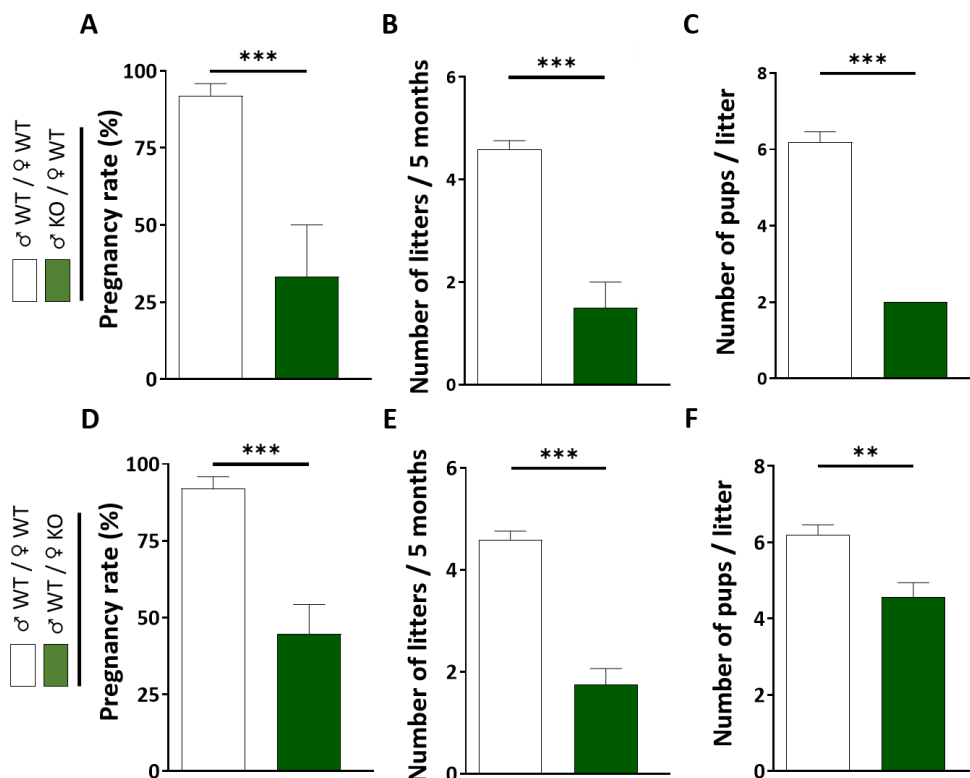 A
B
C
♂ WT / ♀ WT
♂ KO / ♀ WT
Pregnancy rate (%)
100
75
50
25
0
***
Number of litters / 5 months
6
4
2
0
***
Number of pups / litter
8
6
4
2
0
***
D
E
F
♂ WT / ♀ WT
♂ WT / ♀ KO
Pregnancy rate (%)
100
75
50
25
0
***
Number of litters / 5 months
6
4
2
0
***
Number of pups / litter
8
6
4
2
0
**